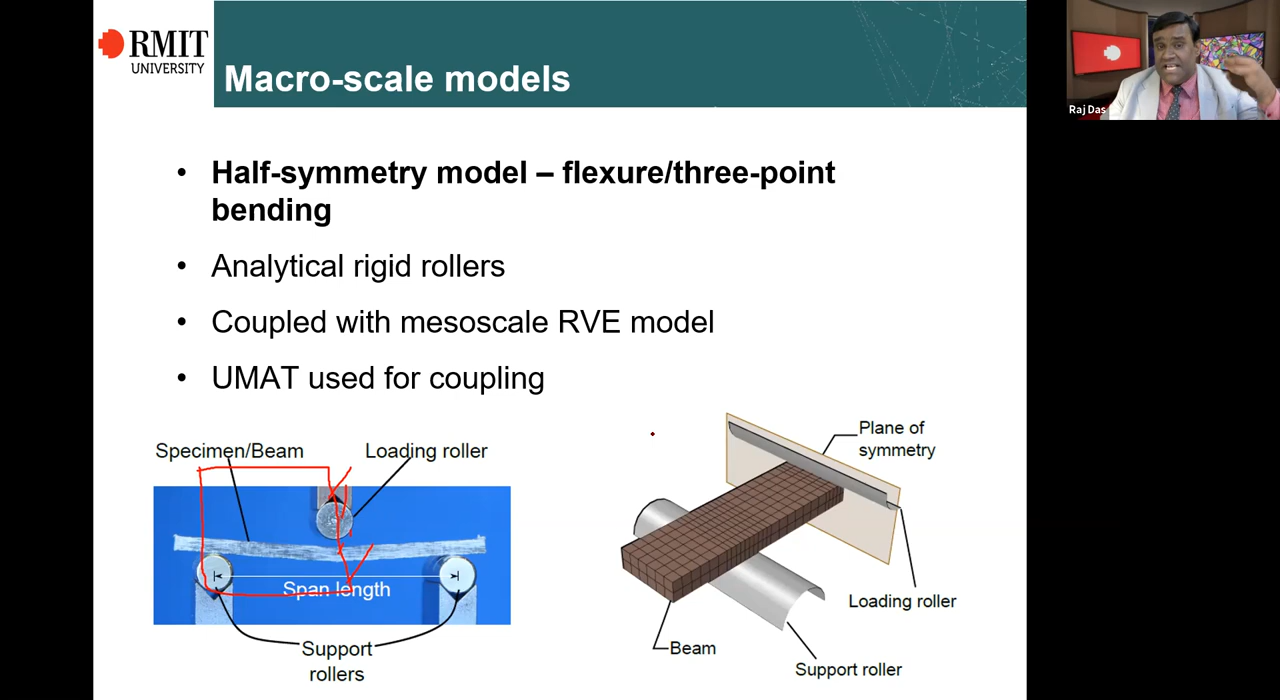 RMIT
UNIVERSITY
Macro-scale models
Raj Das
• Half-symmetry model – flexure/three-point
bending
• Analytical rigid rollers
• Coupled with mesoscale RVE model
• UMAT used for coupling
Specimen/Beam
Loading roller
Span length
Support
rollers
Plane of
symmetry
Loading roller
Beam
Support roller